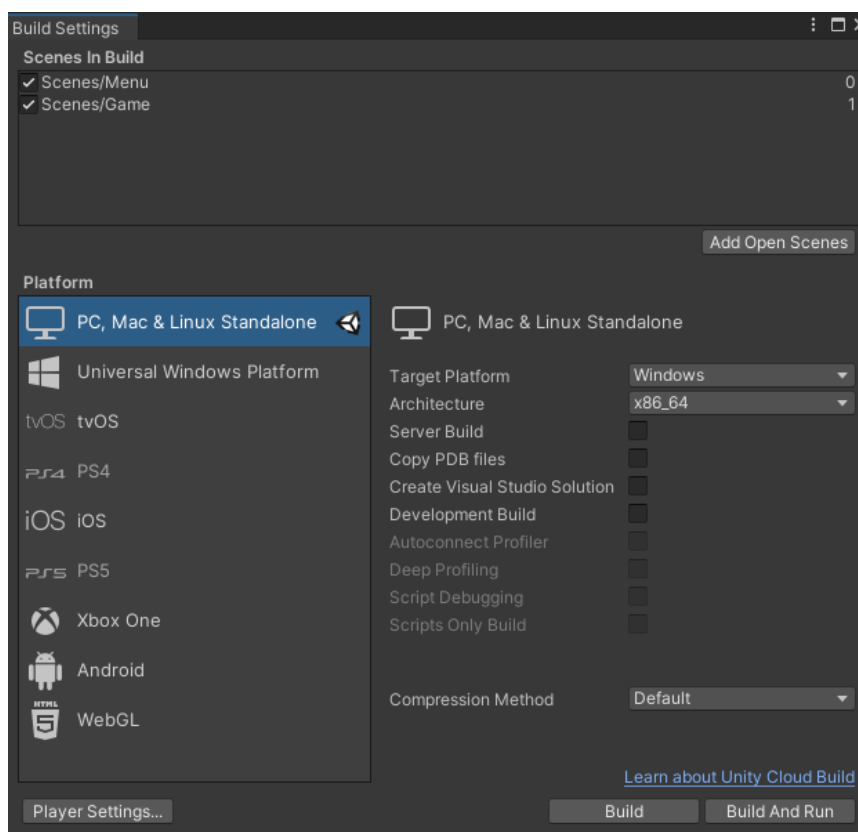 Build Settings
Scenes In Build
Scenes/Menu 0
Scenes/Game 1
Add Open Scenes
Platform
PC, Mac & Linux Standalone
Universal Windows Platform
tvOS tvOS
PS4 PS4
iOS iOS
PS5 PS5
Xbox One
Android
HTML 5 WebGL
PC, Mac & Linux Standalone
Target Platform Windows
Architecture x86_64
Server Build
Copy PDB files
Create Visual Studio Solution
Development Build
Autoconnect Profiler
Deep Profiling
Script Debugging
Scripts Only Build
Compression Method Default
Learn about Unity Cloud Build
Player Settings... Build Build And Run